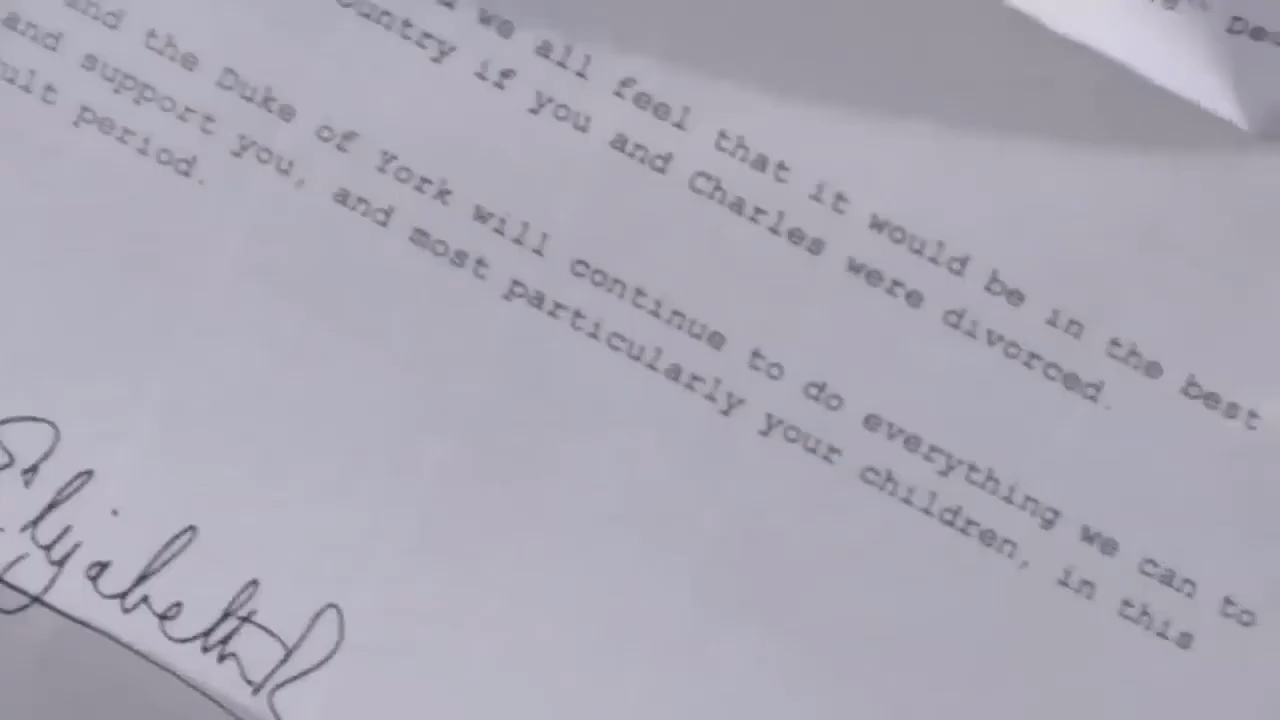 we all feel that it would be in the best
ountry if you and Charles were divorced.
and the Duke of York will continue to do everything we can to
and support you, and most particularly your children, in this
ult period.
Elizabeth R